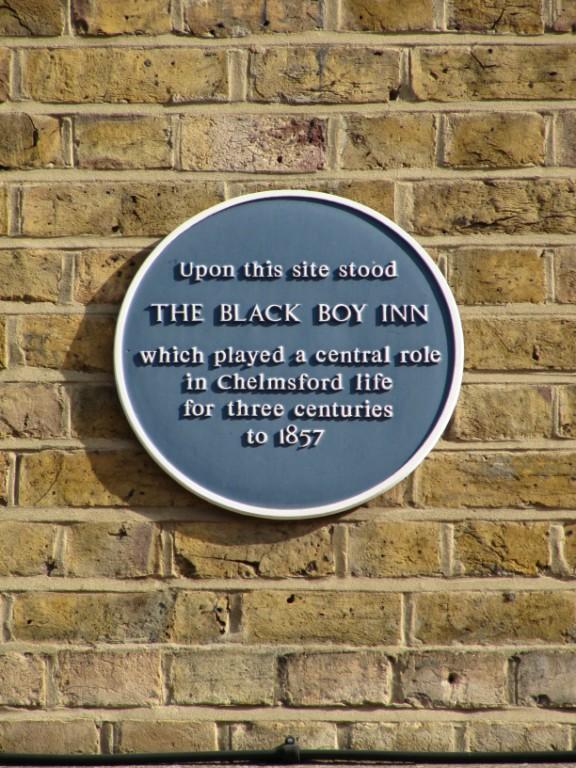 Upon this site stood
THE BLACK BOY INN
which played a central role
in Chelmsford life
for three centuries
to 1857